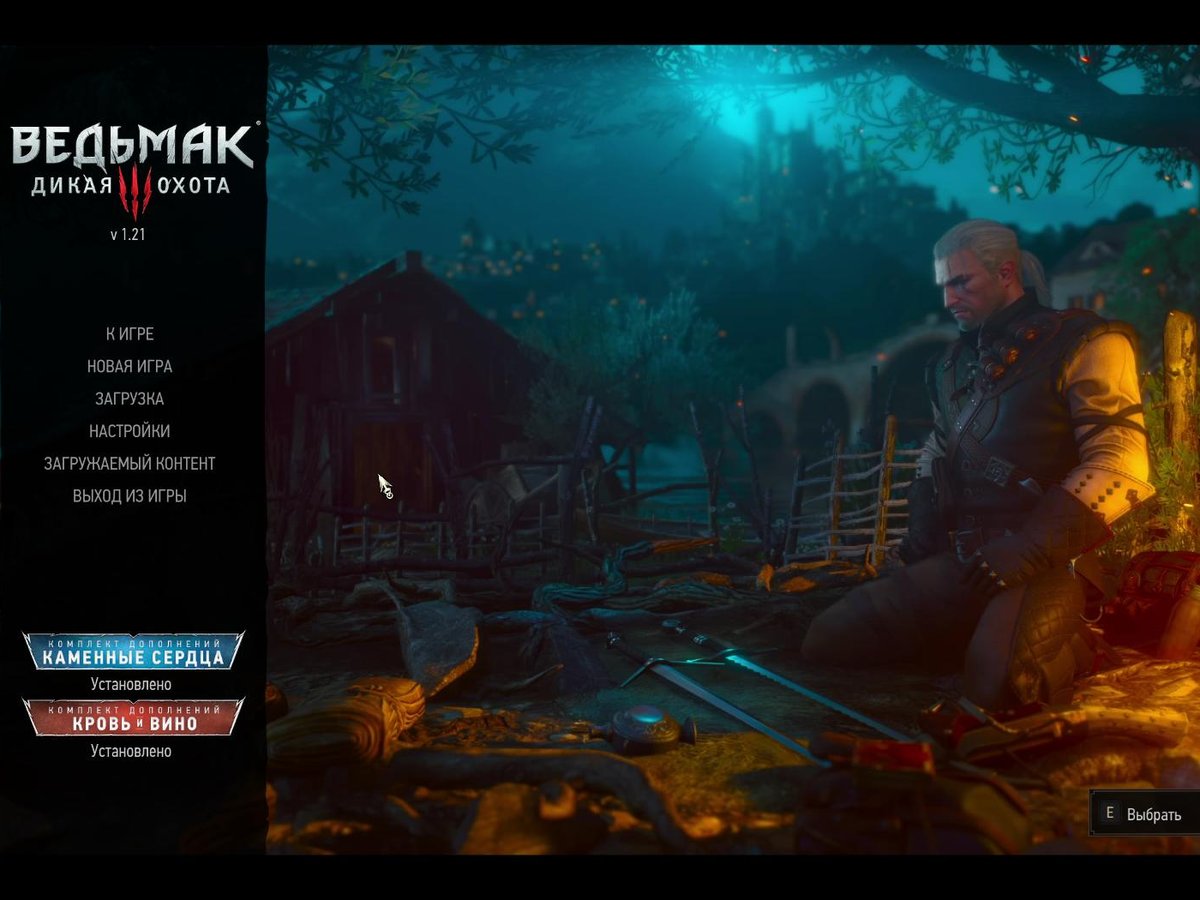 ВЕДЬМАК
ДИКАЯ III ОХОТА
v 1.21
К ИГРЕ
НОВАЯ ИГРА
ЗАГРУЗКА
НАСТРОЙКИ
ЗАГРУЖАЕМЫЙ КОНТЕНТ
ВЫХОД ИЗ ИГРЫ
КОМПЛЕКТ ДОПОЛНЕНИЙ
КАМЕННЫЕ СЕРДЦА
Установлено
КОМПЛЕКТ ДОПОЛНЕНИЙ
КРОВЬ И ВИНО
Установлено
E Выбрать